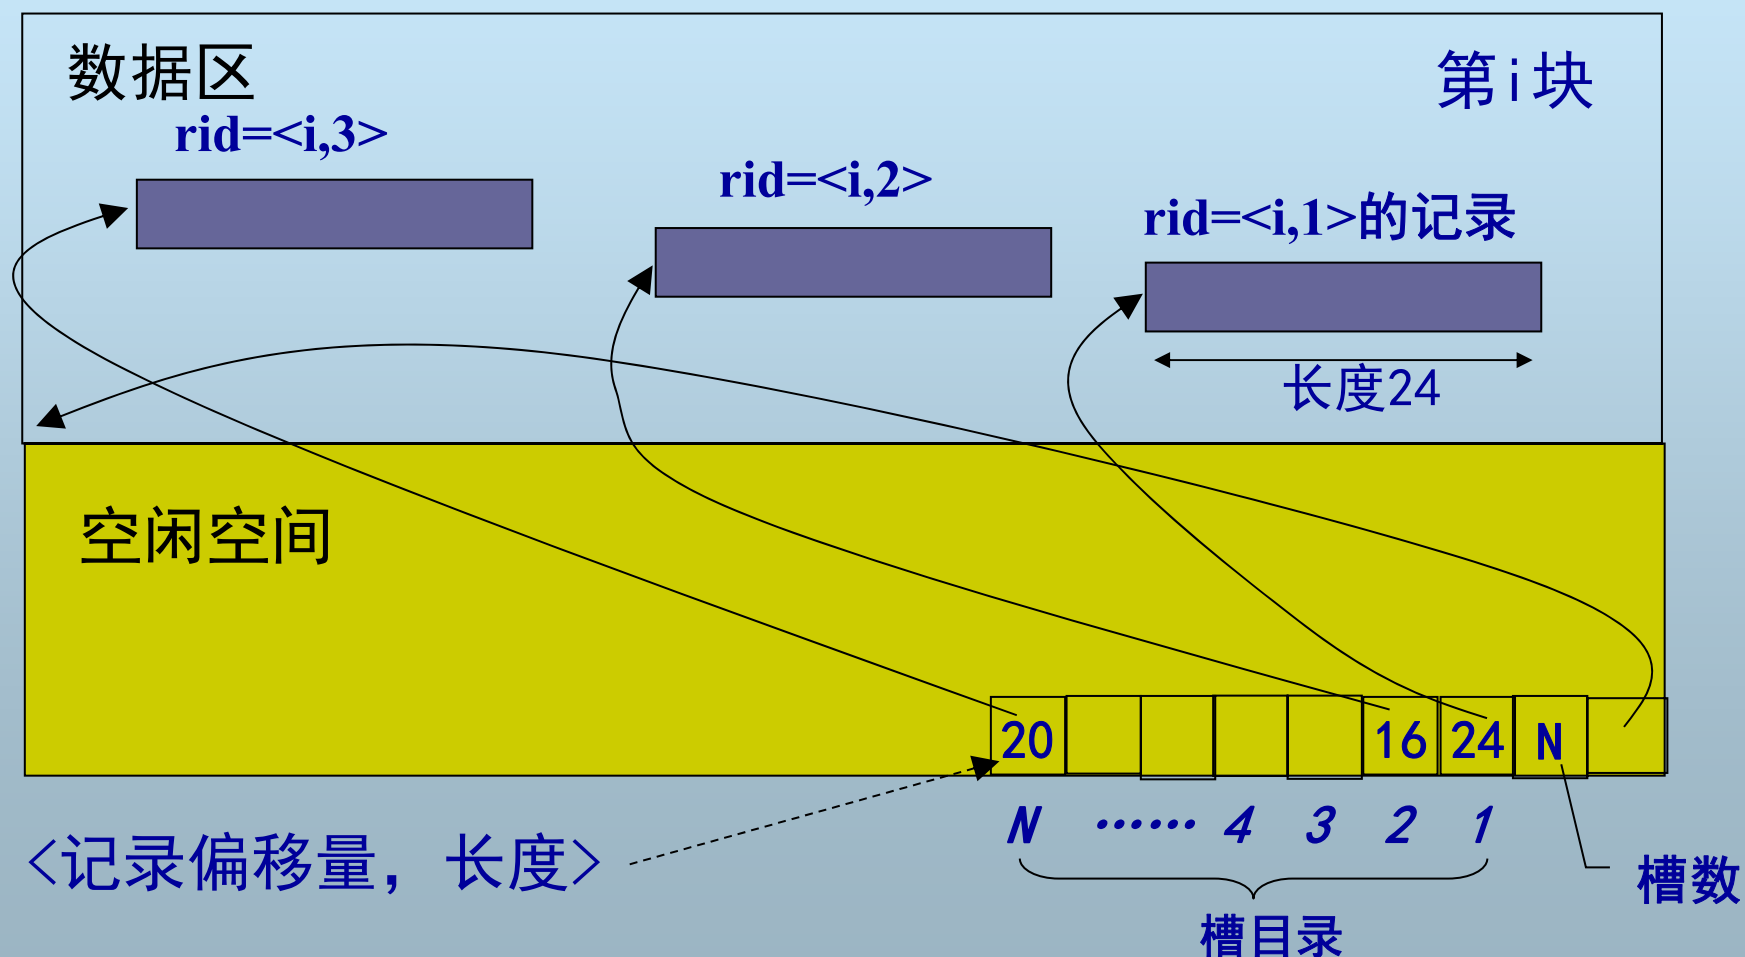 数据区
第i块
rid=<i,3>
rid=<i,2>
rid=<i,1>的记录
长度24
空闲空间
20 16 24 N
N …… 4 3 2 1
<记录偏移量，长度>
槽数
槽目录